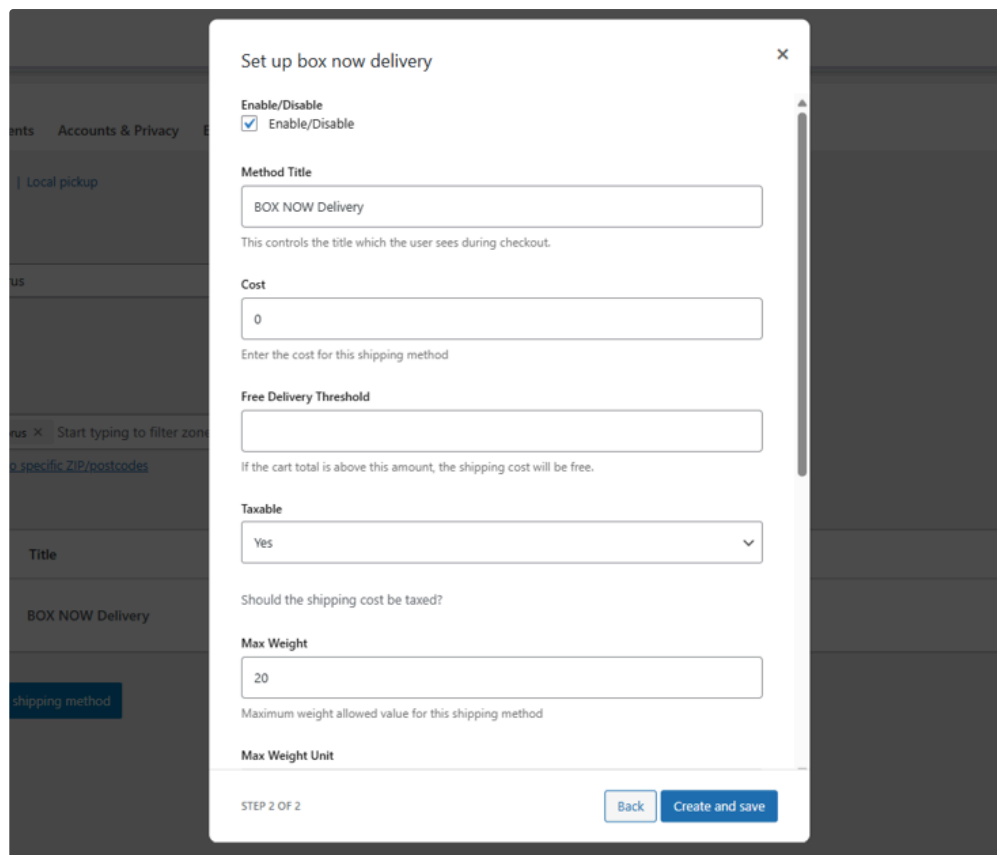 Set up box now delivery
Enable/Disable
Enable/Disable
Method Title
BOX NOW Delivery
This controls the title which the user sees during checkout.
Cost
0
Enter the cost for this shipping method
Free Delivery Threshold
If the cart total is above this amount, the shipping cost will be free.
Taxable
Yes
Should the shipping cost be taxed?
Max Weight
20
Maximum weight allowed value for this shipping method
Max Weight Unit
STEP 2 OF 2
Back
Create and save
Accounts & Privacy
| Local pickup
Start typing to filter zone
specific ZIP/postcodes
Title
BOX NOW Delivery
shipping method